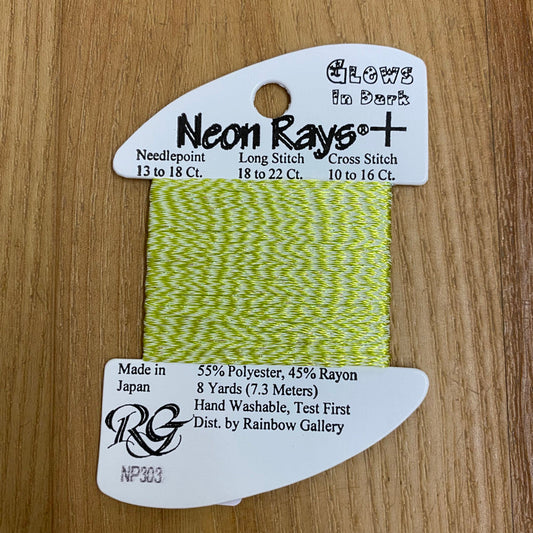 Glows
in Dark
Neon Rays®+
Needlepoint Long Stitch Cross Stitch
13 to 18 Ct. 18 to 22 Ct. 10 to 16 Ct.
Made in
Japan
55% Polyester, 45% Rayon
8 Yards (7.3 Meters)
Hand Washable, Test First
Dist. by Rainbow Gallery
RG
NP303